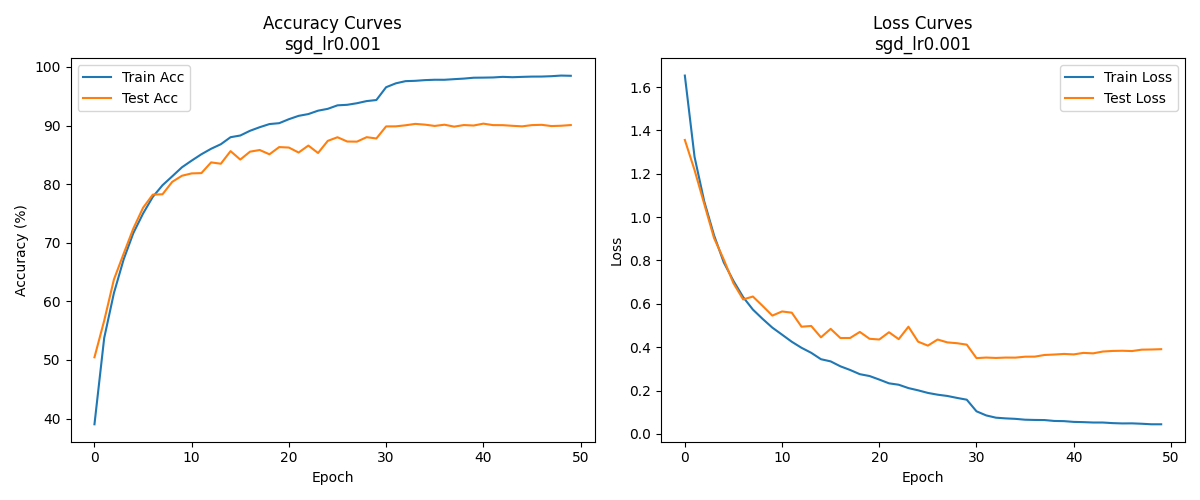 Accuracy Curves
sgd_lr0.001
100
90
80
70
60
50
40
Accuracy (%)
Train Acc
Test Acc
0
10
20
30
40
50
Epoch
Loss Curves
sgd_lr0.001
1.6
1.4
1.2
1.0
0.8
0.6
0.4
0.2
0.0
Loss
Train Loss
Test Loss
0
10
20
30
40
50
Epoch